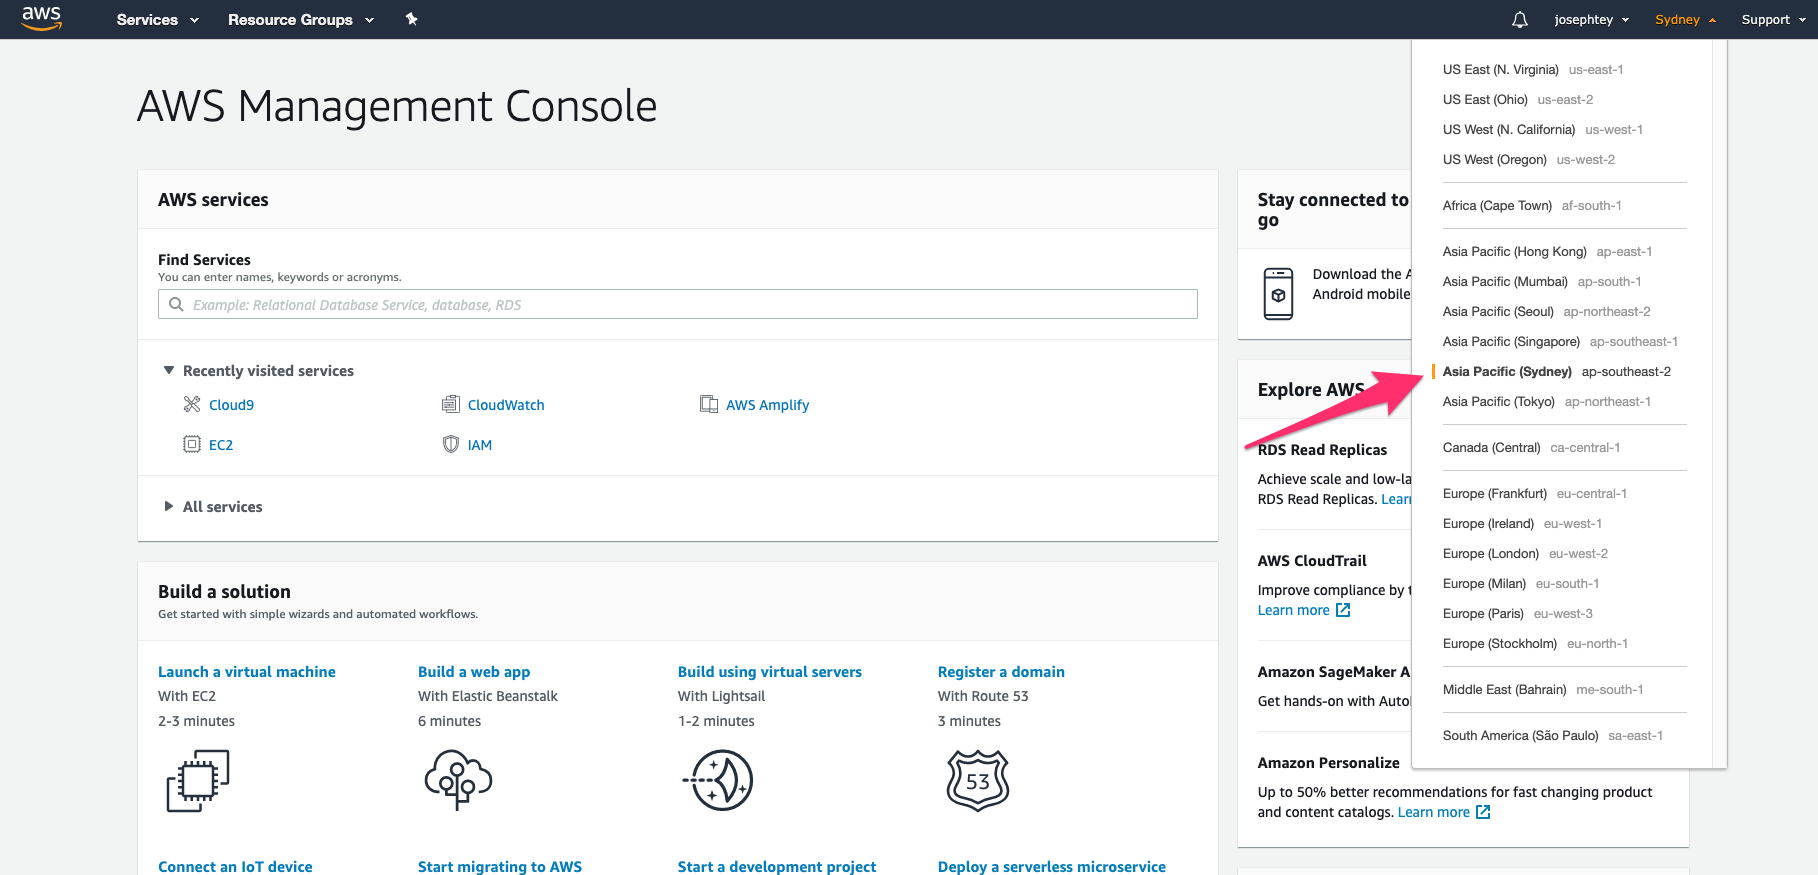 aws
Services
Resource Groups
josephtey
Sydney
Support
AWS Management Console
AWS services
Find Services
You can enter names, keywords or acronyms.
Example: Relational Database Service, database, RDS
Recently visited services
Cloud9
CloudWatch
AWS Amplify
EC2
IAM
All services
Build a solution
Get started with simple wizards and automated workflows.
Launch a virtual machine
With EC2
2-3 minutes
Build a web app
With Elastic Beanstalk
6 minutes
Build using virtual servers
With Lightsail
1-2 minutes
Register a domain
With Route 53
3 minutes
53
Connect an IoT device
Start migrating to AWS
Start a development project
Deploy a serverless microservice
Stay connected to
go
Download the A
Android mobile
Explore AWS
RDS Read Replicas
Achieve scale and low-la
RDS Read Replicas. Learn
AWS CloudTrail
Improve compliance by t
Learn more
Amazon SageMaker A
Get hands-on with Auto
Amazon Personalize
Up to 50% better recommendations for fast changing product
and content catalogs. Learn more
US East (N. Virginia) us-east-1
US East (Ohio) us-east-2
US West (N. California) us-west-1
US West (Oregon) us-west-2
Africa (Cape Town) af-south-1
Asia Pacific (Hong Kong) ap-east-1
Asia Pacific (Mumbai) ap-south-1
Asia Pacific (Seoul) ap-northeast-2
Asia Pacific (Singapore) ap-southeast-1
Asia Pacific (Sydney) ap-southeast-2
Asia Pacific (Tokyo) ap-northeast-1
Canada (Central) ca-central-1
Europe (Frankfurt) eu-central-1
Europe (Ireland) eu-west-1
Europe (London) eu-west-2
Europe (Milan) eu-south-1
Europe (Paris) eu-west-3
Europe (Stockholm) eu-north-1
Middle East (Bahrain) me-south-1
South America (São Paulo) sa-east-1